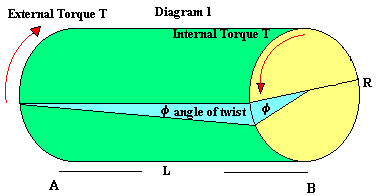 Diagram 1
External Torque T
Internal Torque T
R
ϕ angle of twist
ϕ
A
L
B